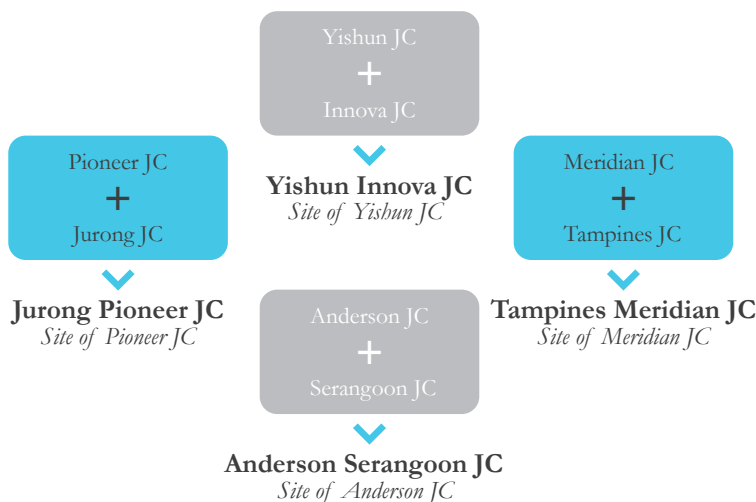 Yishun JC
+
Innova JC
Yishun Innova JC
Site of Yishun JC
Pioneer JC
+
Jurong JC
Jurong Pioneer JC
Site of Pioneer JC
Meridian JC
+
Tampines JC
Tampines Meridian JC
Site of Meridian JC
Anderson JC
+
Serangoon JC
Anderson Serangoon JC
Site of Anderson JC